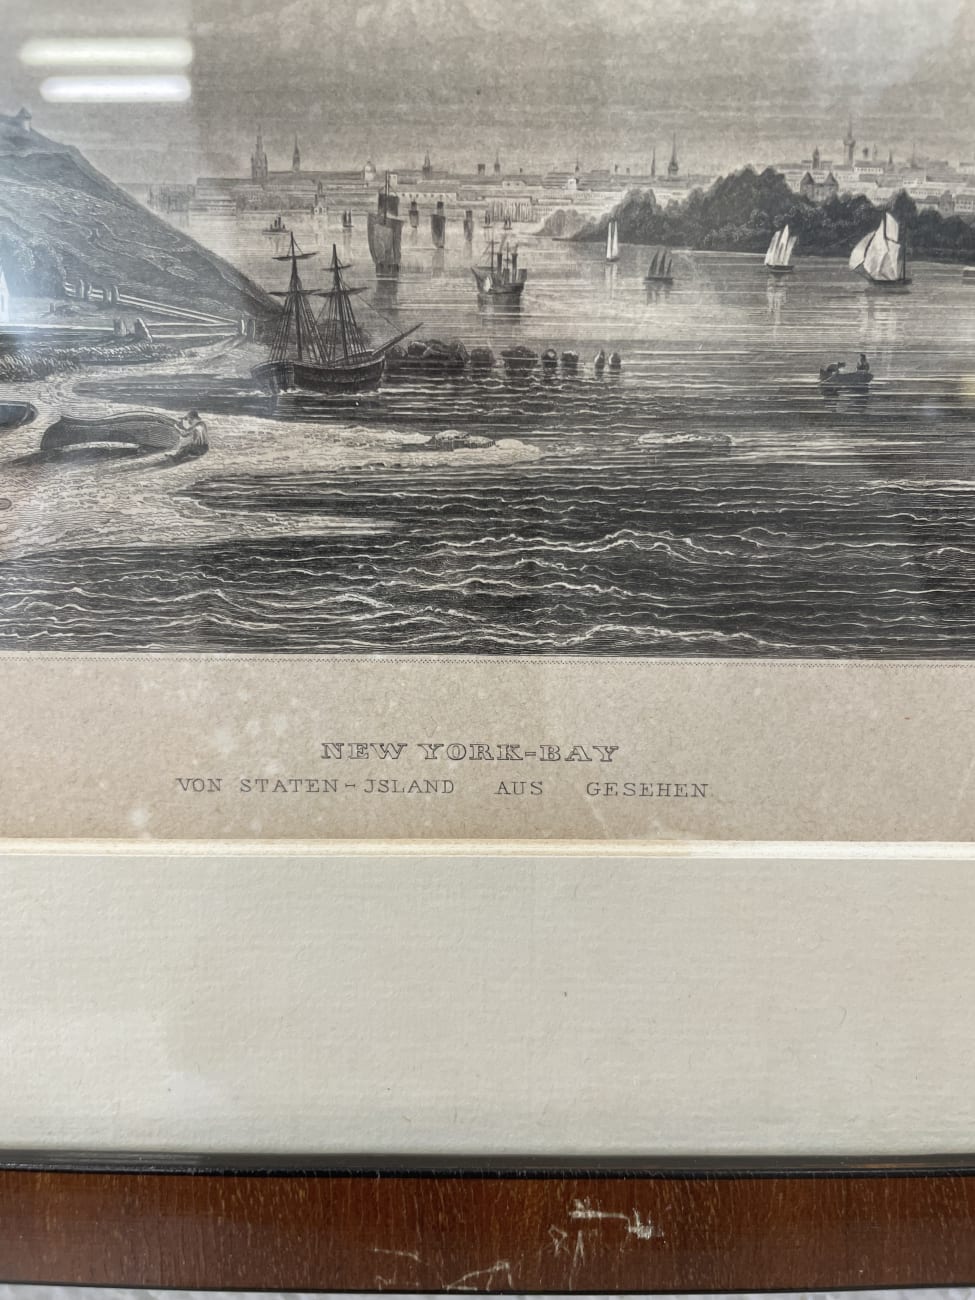 NEW YORK-BAY
VON STATEN-JSLAND AUS GESEHEN